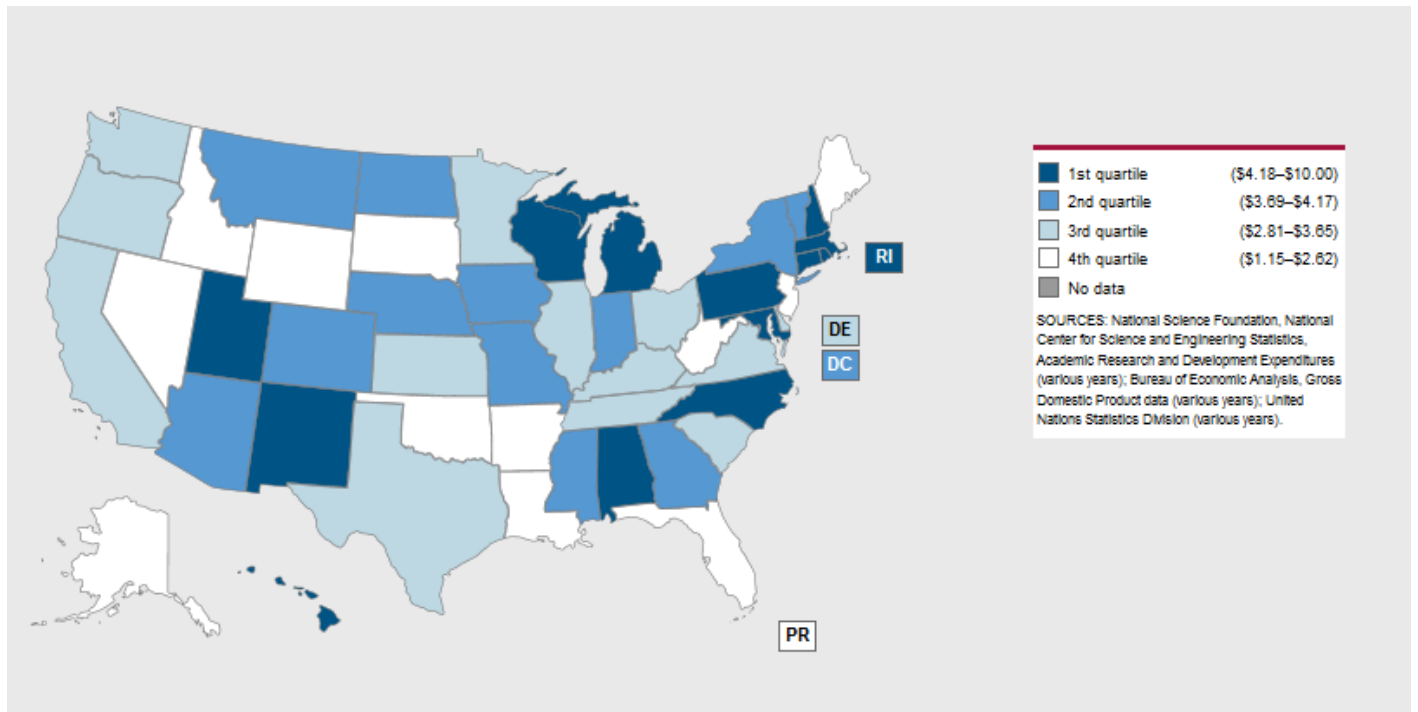 RI
DE
DC
PR
1st quartile ($4.18–$10.00)
2nd quartile ($3.69–$4.17)
3rd quartile ($2.81–$3.65)
4th quartile ($1.15–$2.62)
No data
SOURCES: National Science Foundation, National
Center for Science and Engineering Statistics,
Academic Research and Development Expenditures
(various years); Bureau of Economic Analysis, Gross
Domestic Product data (various years); United
Nations Statistics Division (various years).